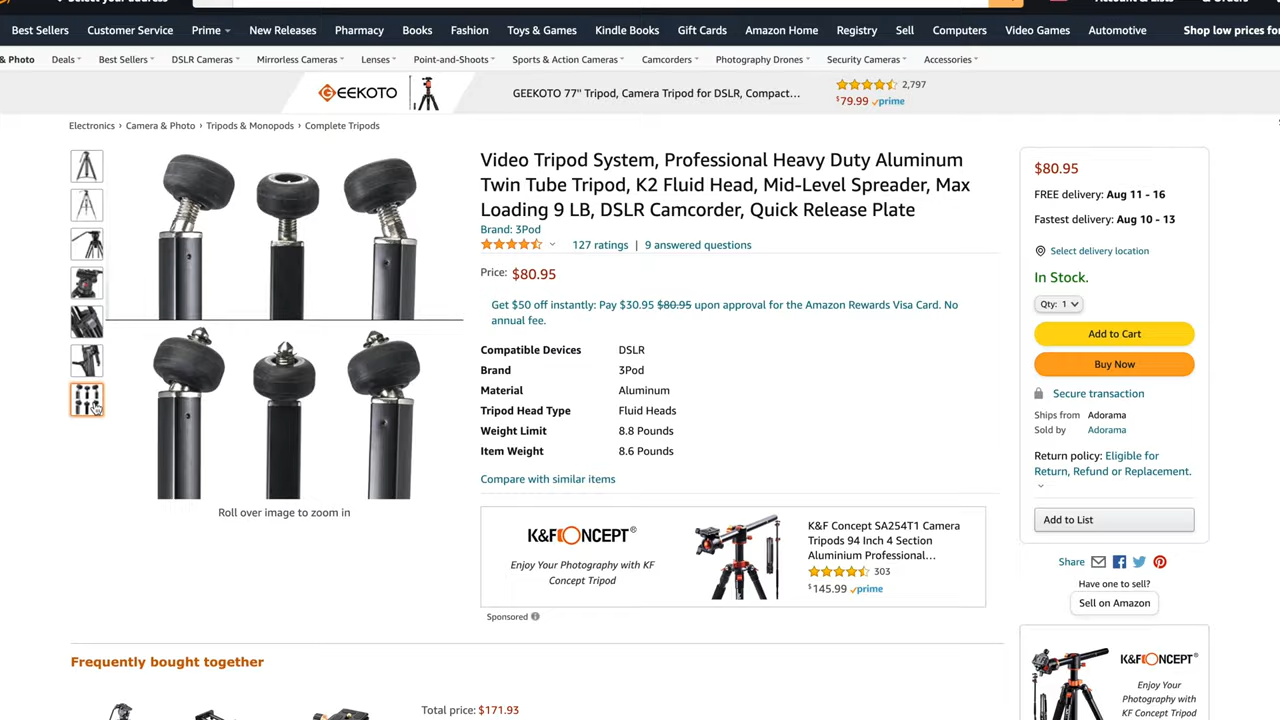 Select your address
Account & Lists
& Orders
Best Sellers Customer Service Prime New Releases Pharmacy Books Fashion Toys & Games Kindle Books Gift Cards Amazon Home Registry Sell Computers Video Games Automotive Shop low prices for
& Photo Deals Best Sellers DSLR Cameras Mirrorless Cameras Lenses Point-and-Shoots Sports & Action Cameras Camcorders Photography Drones Security Cameras Accessories
GEEKOTO
GEEKOTO 77" Tripod, Camera Tripod for DSLR, Compact...
2,797
$79.99 prime
Electronics › Camera & Photo › Tripods & Monopods › Complete Tripods
Roll over image to zoom in
Video Tripod System, Professional Heavy Duty Aluminum
Twin Tube Tripod, K2 Fluid Head, Mid-Level Spreader, Max
Loading 9 LB, DSLR Camcorder, Quick Release Plate
Brand: 3Pod
127 ratings | 9 answered questions
Price: $80.95
Get $50 off instantly: Pay $30.95 $80.95 upon approval for the Amazon Rewards Visa Card. No
annual fee.
Compatible Devices DSLR
Brand 3Pod
Material Aluminum
Tripod Head Type Fluid Heads
Weight Limit 8.8 Pounds
Item Weight 8.6 Pounds
Compare with similar items
K&F CONCEPT®
Enjoy Your Photography with KF
Concept Tripod
K&F Concept SA254T1 Camera
Tripods 94 Inch 4 Section
Aluminium Professional...
303
$145.99 prime
Sponsored
$80.95
FREE delivery: Aug 11 - 16
Fastest delivery: Aug 10 - 13
Select delivery location
In Stock.
Qty: 1
Add to Cart
Buy Now
Secure transaction
Ships from Adorama
Sold by Adorama
Return policy: Eligible for
Return, Refund or Replacement.
Add to List
Share
Have one to sell?
Sell on Amazon
K&F CONCEPT®
Enjoy Your
Photography with
KF Concept Tripod
Frequently bought together
Total price: $171.93